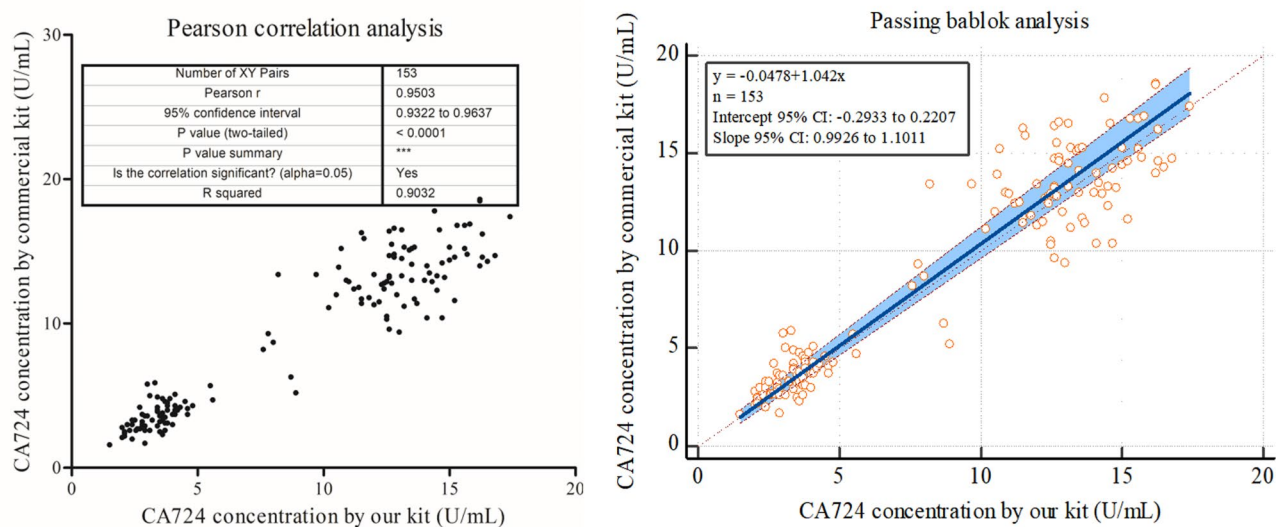 Pearson correlation analysis
CA724 concentration by commercial kit (U/mL)
30
20
10
0
Number of XY Pairs 153
Pearson r 0.9503
95% confidence interval 0.9322 to 0.9637
P value (two-tailed) < 0.0001
P value summary ***
Is the correlation significant? (alpha=0.05) Yes
R squared 0.9032
0 5 10 15 20
CA724 concentration by our kit (U/mL)
Passing bablok analysis
CA724 concentration by commercial kit (U/mL)
20
15
10
5
0
y = -0.0478+1.042x
n = 153
Intercept 95% CI: -0.2933 to 0.2207
Slope 95% CI: 0.9926 to 1.1011
0 5 10 15 20
CA724 concentration by our kit (U/mL)